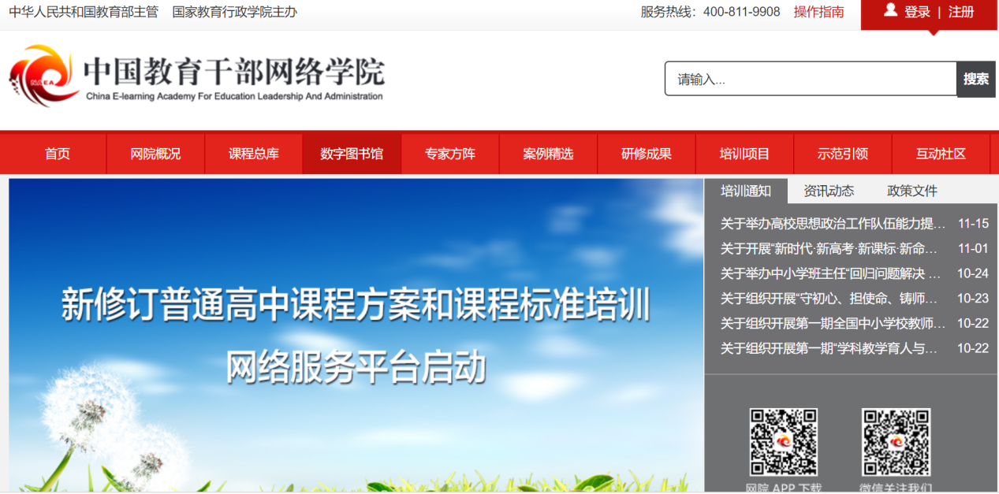 中华人民共和国教育部主管 国家教育行政学院主办
服务热线：400-811-9908 操作指南 登录 | 注册
NAEA
中国教育干部网络学院
China E-learning Academy For Education Leadership And Administration
请输入... 搜索
首页 网院概况 课程总库 数字图书馆 专家方阵 案例精选 研修成果 培训项目 示范引领 互动社区
新修订普通高中课程方案和课程标准培训
网络服务平台启动
培训通知 资讯动态 政策文件
关于举办高校思想政治工作队伍能力提… 11-15
关于开展“新时代·新高考·新课标·新命… 11-01
关于举办中小学班主任“回归问题解决 … 10-24
关于组织开展“守初心、担使命、铸师… 10-23
关于组织开展第一期全国中小学校教师… 10-22
关于组织开展第一期“学科教学育人与… 10-22
网院 APP 下载 微信关注我们